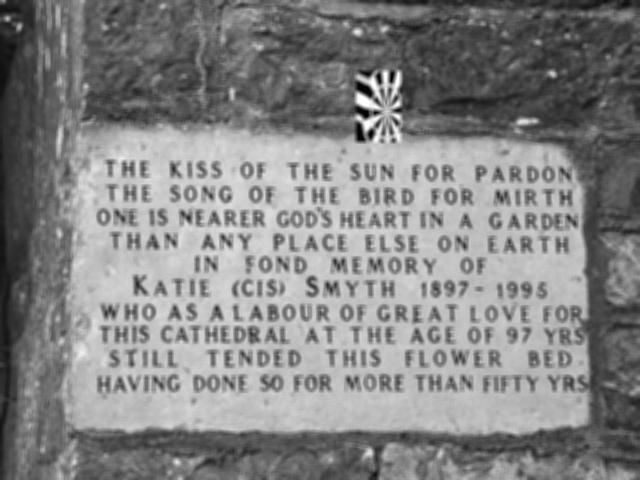 THE KISS OF THE SUN FOR PARDON
THE SONG OF THE BIRD FOR MIRTH
ONE IS NEARER GOD'S HEART IN A GARDEN
THAN ANY PLACE ELSE ON EARTH
IN FOND MEMORY OF
KATIE (CIS) SMYTH 1897-1995
WHO AS A LABOUR OF GREAT LOVE FOR
THIS CATHEDRAL AT THE AGE OF 97 YRS
STILL TENDED THIS FLOWER BED
HAVING DONE SO FOR MORE THAN FIFTY YRS